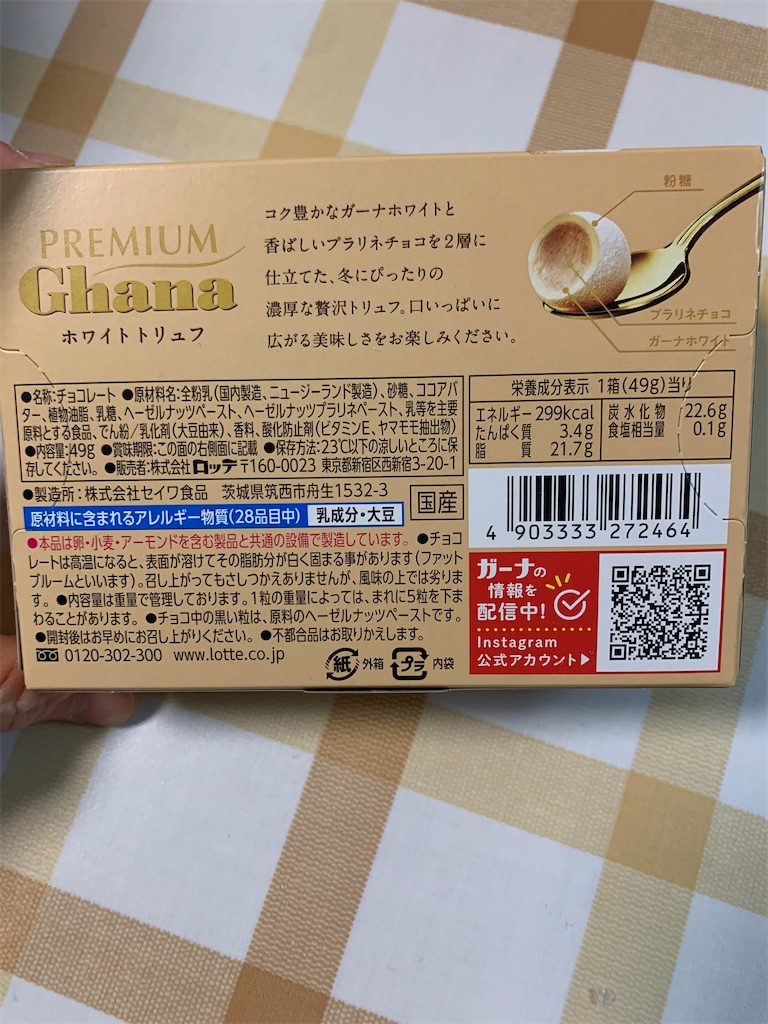 PREMIUM
Ghana
ホワイトトリュフ
コク豊かなガーナホワイトと
香ばしいプラリネチョコを2層に
仕立てた、冬にぴったりの
濃厚な贅沢トリュフ。口いっぱいに
広がる美味しさをお楽しみください。
粉糖
プラリネチョコ
ガーナホワイト
●名称:チョコレート ●原材料名:全粉乳(国内製造、ニュージーランド製造)、砂糖、ココアバ
ター、植物油脂、乳糖、ヘーゼルナッツペースト、ヘーゼルナッツプラリネペースト、乳等を主要
原料とする食品、でん粉/乳化剤(大豆由来)、香料、酸化防止剤(ビタミンE、ヤマモモ抽出物)
●内容量:49g ●賞味期限:この面の右側面に記載 ●保存方法:23℃以下の涼しいところに保
存してください。 ●販売者:株式会社ロッテ 〒160-0023 東京都新宿区西新宿3-20-1
●製造所:株式会社セイワ食品 茨城県筑西市舟生1532-3
原材料に含まれるアレルギー物質(28品目中) 乳成分・大豆
国産
●本品は卵・小麦・アーモンドを含む製品と共通の設備で製造しています。 ●チョコ
レートは高温になると、表面が溶けてその脂肪分が白く固まる事があります(ファット
ブルームといいます)。召し上がってもさしつかえありませんが、風味の上では劣りま
す。 ●内容量は重量で管理しております。1粒の重量によっては、まれに5粒を下ま
わることがあります。 ●チョコ中の黒い粒は、原料のヘーゼルナッツペーストです。
●開封後はお早めにお召し上がりください。 ●不都合品はお取りかえします。
0120-302-300 www.lotte.co.jp
紙 外箱 プラ 内袋
栄養成分表示 1箱(49g)当り
エネルギー 299kcal 炭水化物 22.6g
たんぱく質 3.4g 食塩相当量 0.1g
脂質 21.7g
4 903333 272464
ガーナの
情報を
配信中!
Instagram
公式アカウント▶